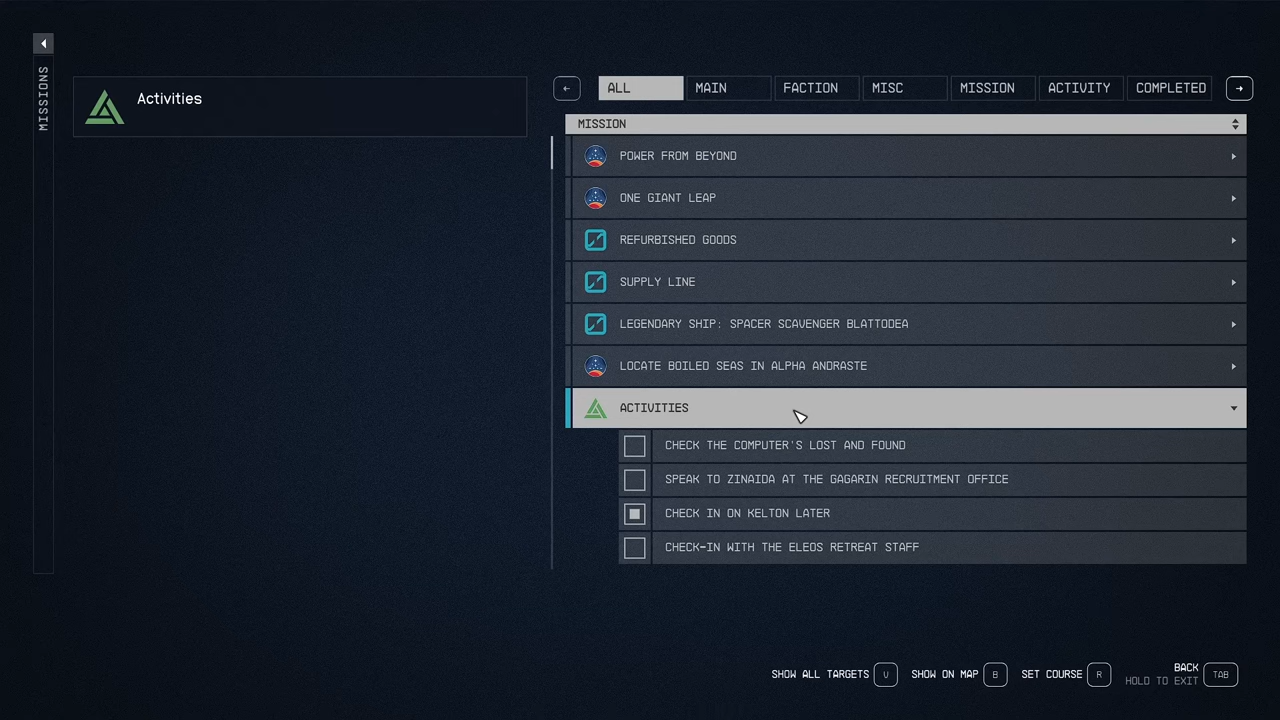 MISSIONS
Activities
ALL MAIN FACTION MISC MISSION ACTIVITY COMPLETED
MISSION
POWER FROM BEYOND
ONE GIANT LEAP
REFURBISHED GOODS
SUPPLY LINE
LEGENDARY SHIP: SPACER SCAVENGER BLATTODEA
LOCATE BOILED SEAS IN ALPHA ANDRASTE
ACTIVITIES
CHECK THE COMPUTER'S LOST AND FOUND
SPEAK TO ZINAIDA AT THE GAGARIN RECRUITMENT OFFICE
CHECK IN ON KELTON LATER
CHECK-IN WITH THE ELEOS RETREAT STAFF
SHOW ALL TARGETS V SHOW ON MAP B SET COURSE R BACK TAB
HOLD TO EXIT